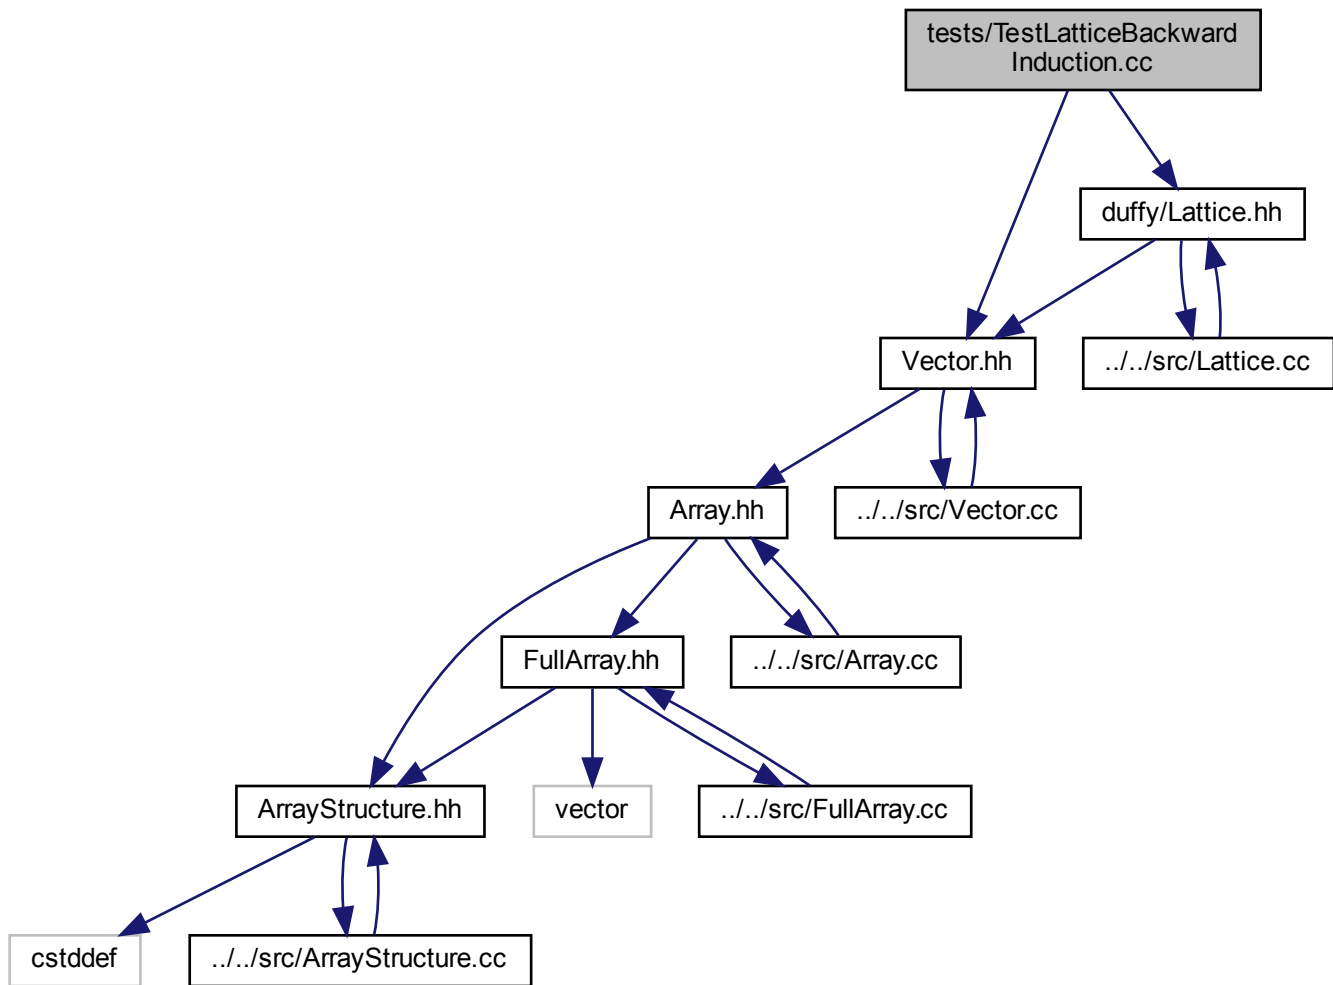 tests/TestLatticeBackward
Induction.cc
duffy/Lattice.hh
Vector.hh
../../src/Lattice.cc
Array.hh
../../src/Vector.cc
FullArray.hh
../../src/Array.cc
ArrayStructure.hh
vector
../../src/FullArray.cc
cstddef
../../src/ArrayStructure.cc